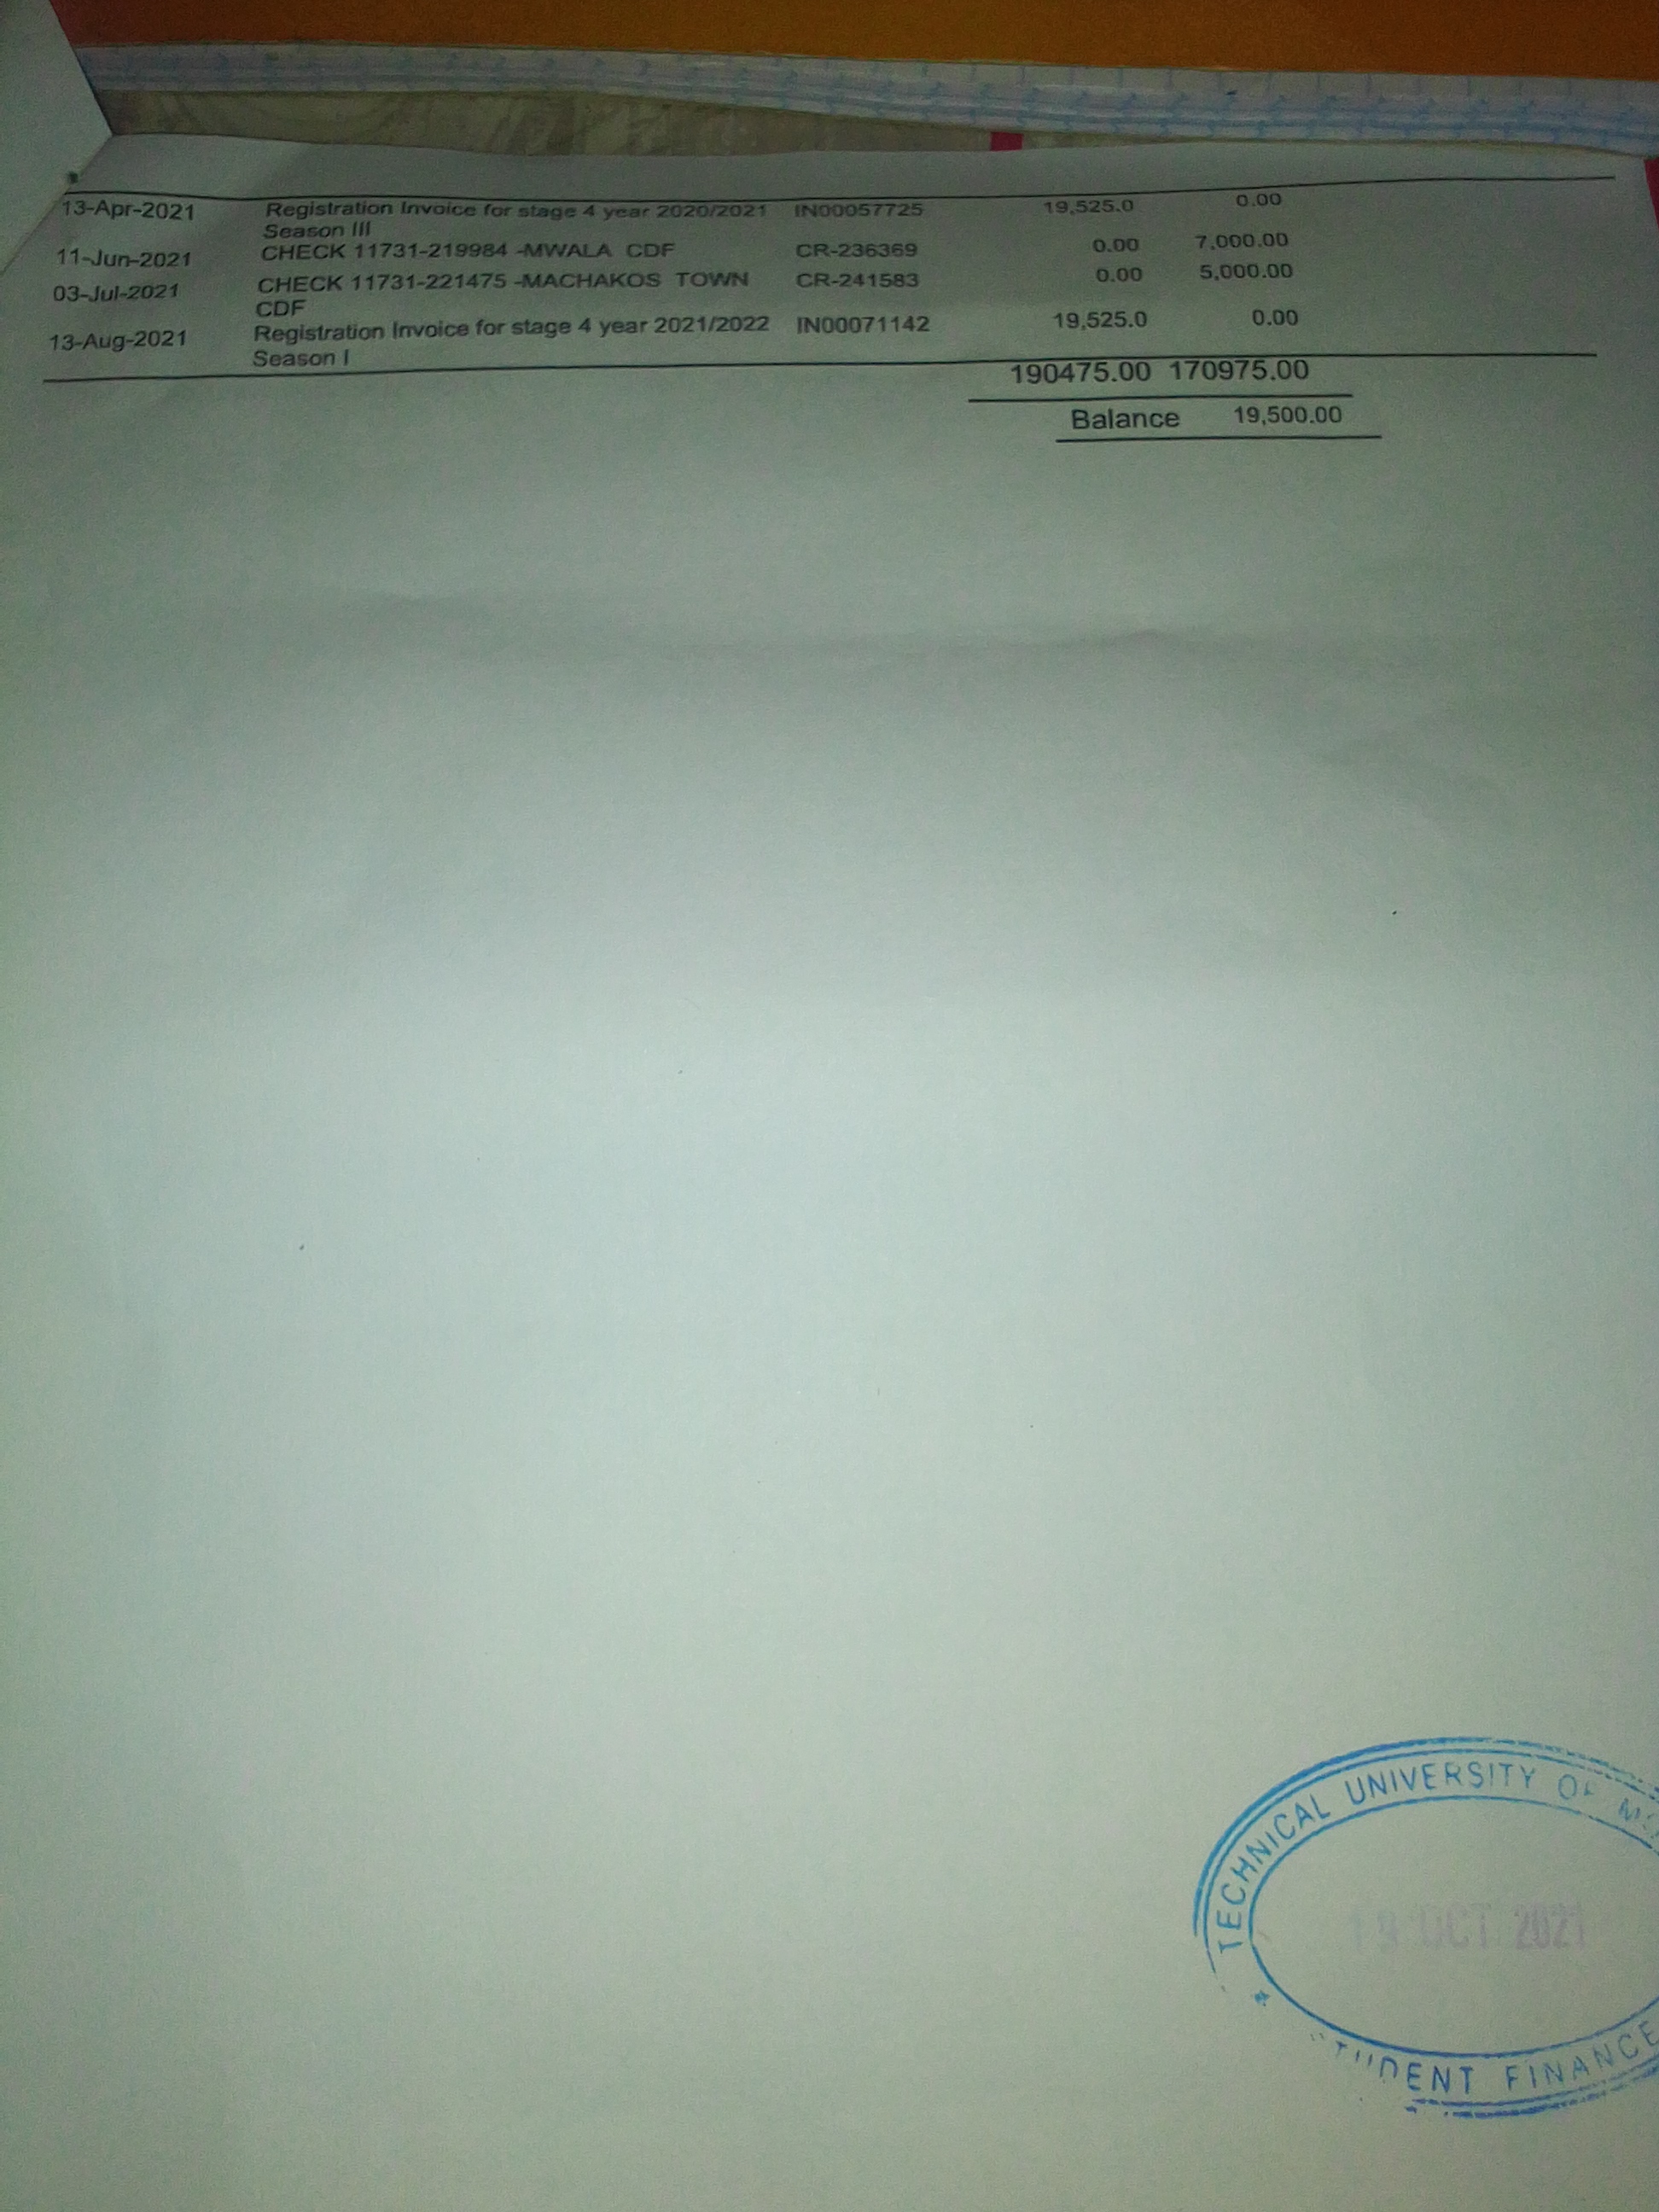 13-Apr-2021 Registration Invoice for stage 4 year 2020/2021 IN00057725 19,525.0 0.00
Season III
11-Jun-2021 CHECK 11731-219984 -MWALA CDF CR-236369 0.00 7,000.00
03-Jul-2021 CHECK 11731-221475 -MACHAKOS TOWN CR-241583 0.00 5,000.00
CDF
13-Aug-2021 Registration Invoice for stage 4 year 2021/2022 IN00071142 19,525.0 0.00
Season I
190475.00 170975.00
Balance 19,500.00
TECHNICAL UNIVERSITY OF
OCT 2021
FINANCE